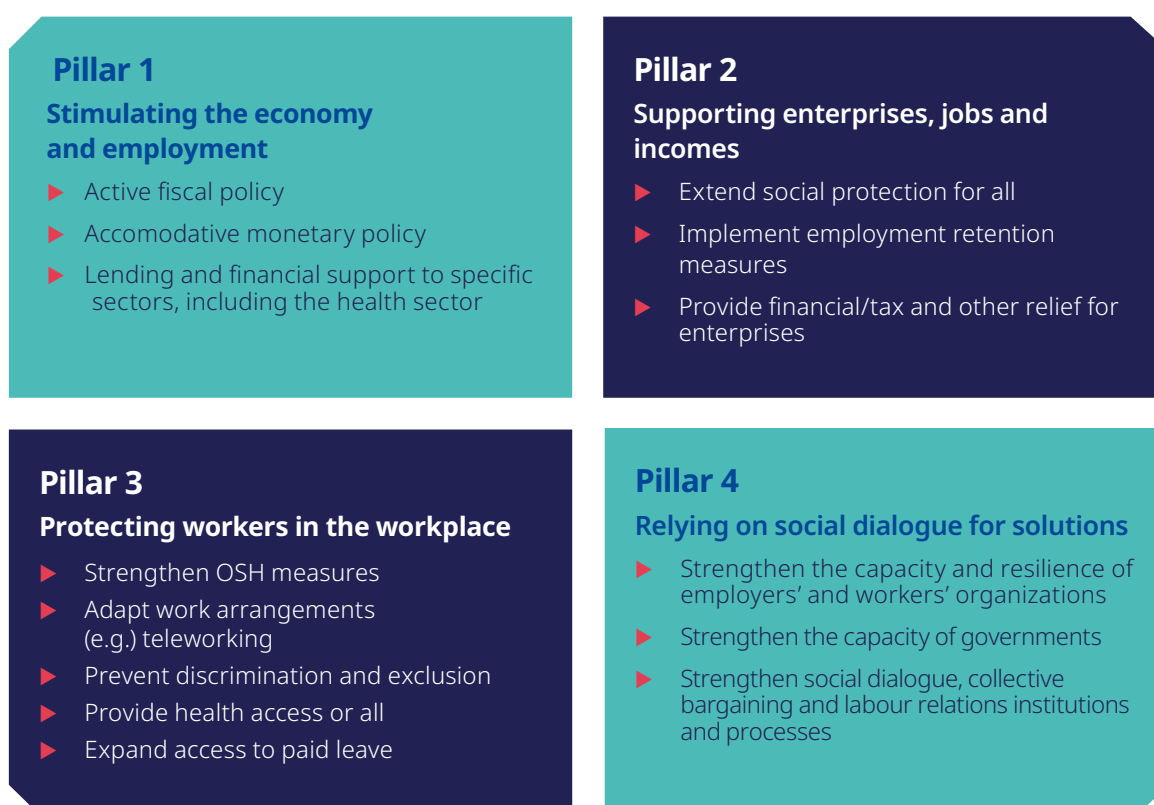 Pillar 1
Stimulating the economy
and employment
Active fiscal policy
Accomodative monetary policy
Lending and financial support to specific
sectors, including the health sector
Pillar 2
Supporting enterprises, jobs and
incomes
Extend social protection for all
Implement employment retention
measures
Provide financial/tax and other relief for
enterprises
Pillar 3
Protecting workers in the workplace
Strengthen OSH measures
Adapt work arrangements
(e.g.) teleworking
Prevent discrimination and exclusion
Provide health access or all
Expand access to paid leave
Pillar 4
Relying on social dialogue for solutions
Strengthen the capacity and resilience of
employers’ and workers’ organizations
Strengthen the capacity of governments
Strengthen social dialogue, collective
bargaining and labour relations institutions
and processes